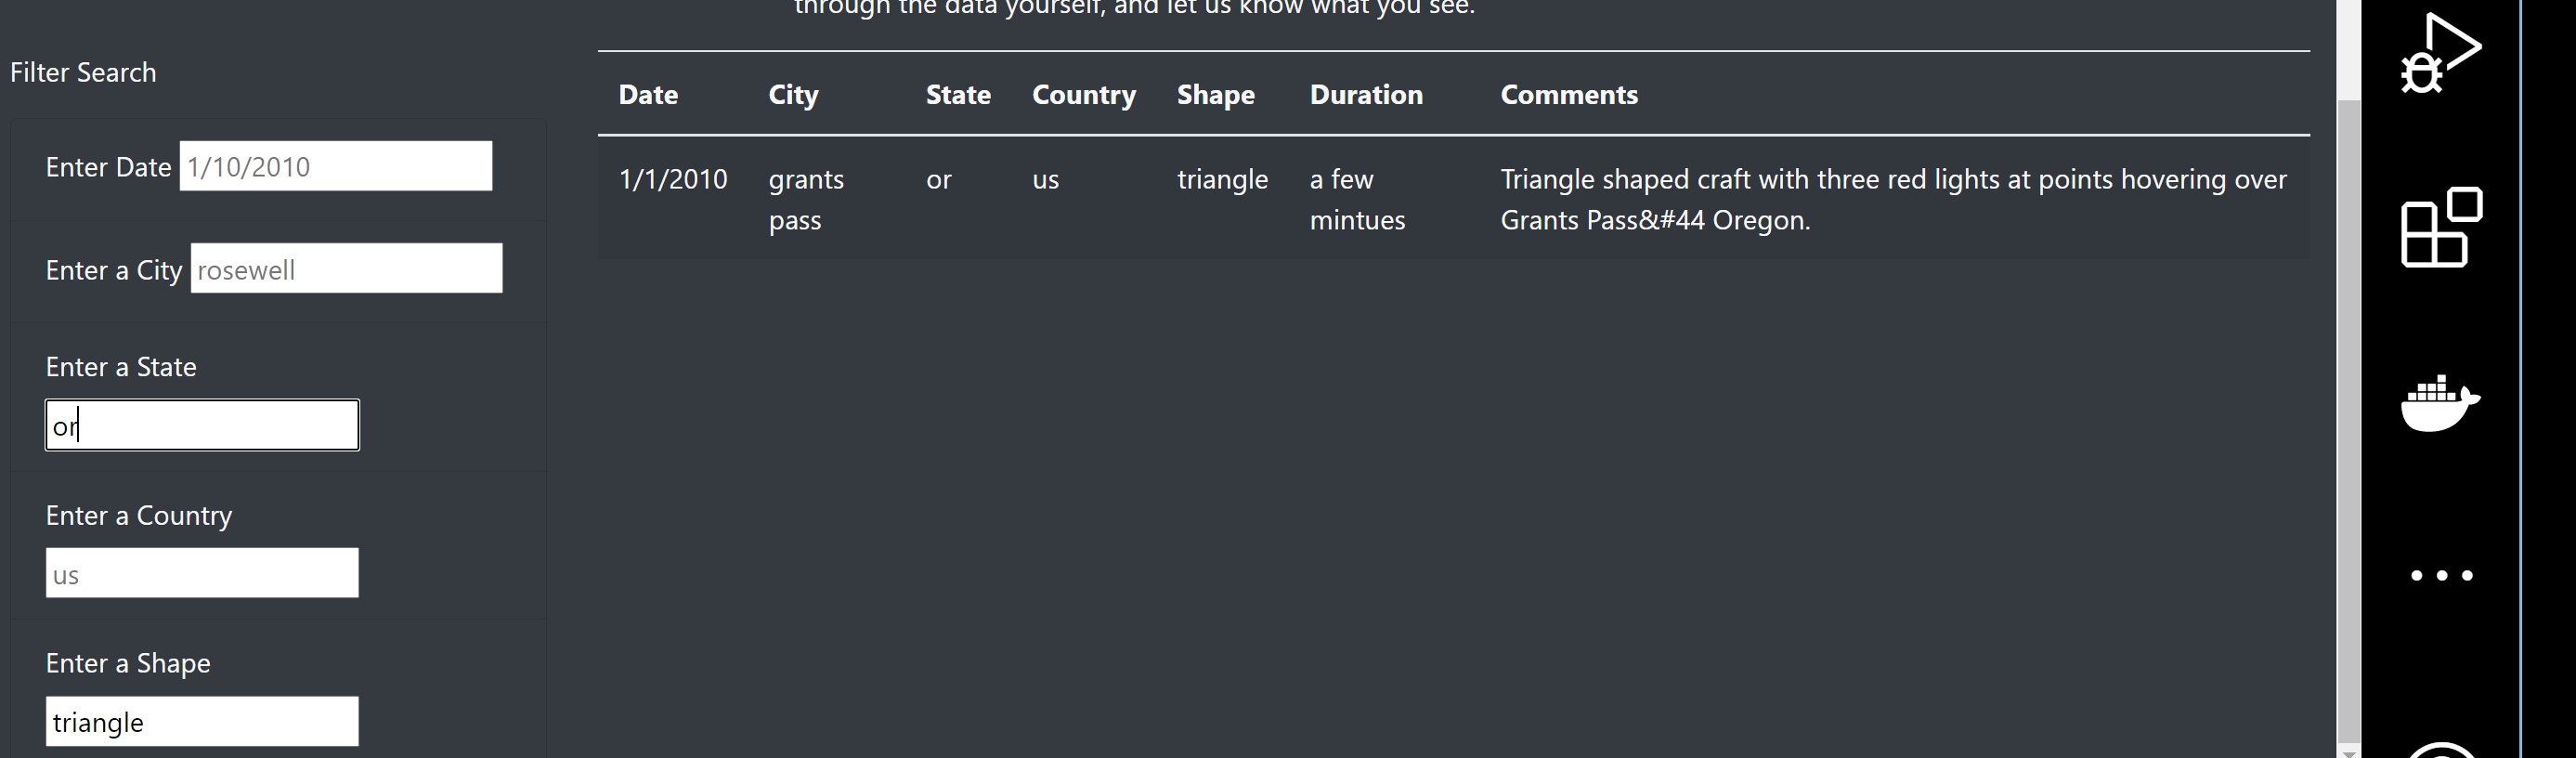 through the data yourself, and let us know what you see.
Filter Search
Enter Date 1/10/2010
Enter a City rosewell
Enter a State
or
Enter a Country
us
Enter a Shape
triangle
Date City State Country Shape Duration Comments
1/1/2010 grants pass or us triangle a few mintues Triangle shaped craft with three red lights at points hovering over
Grants Pass&#44 Oregon.